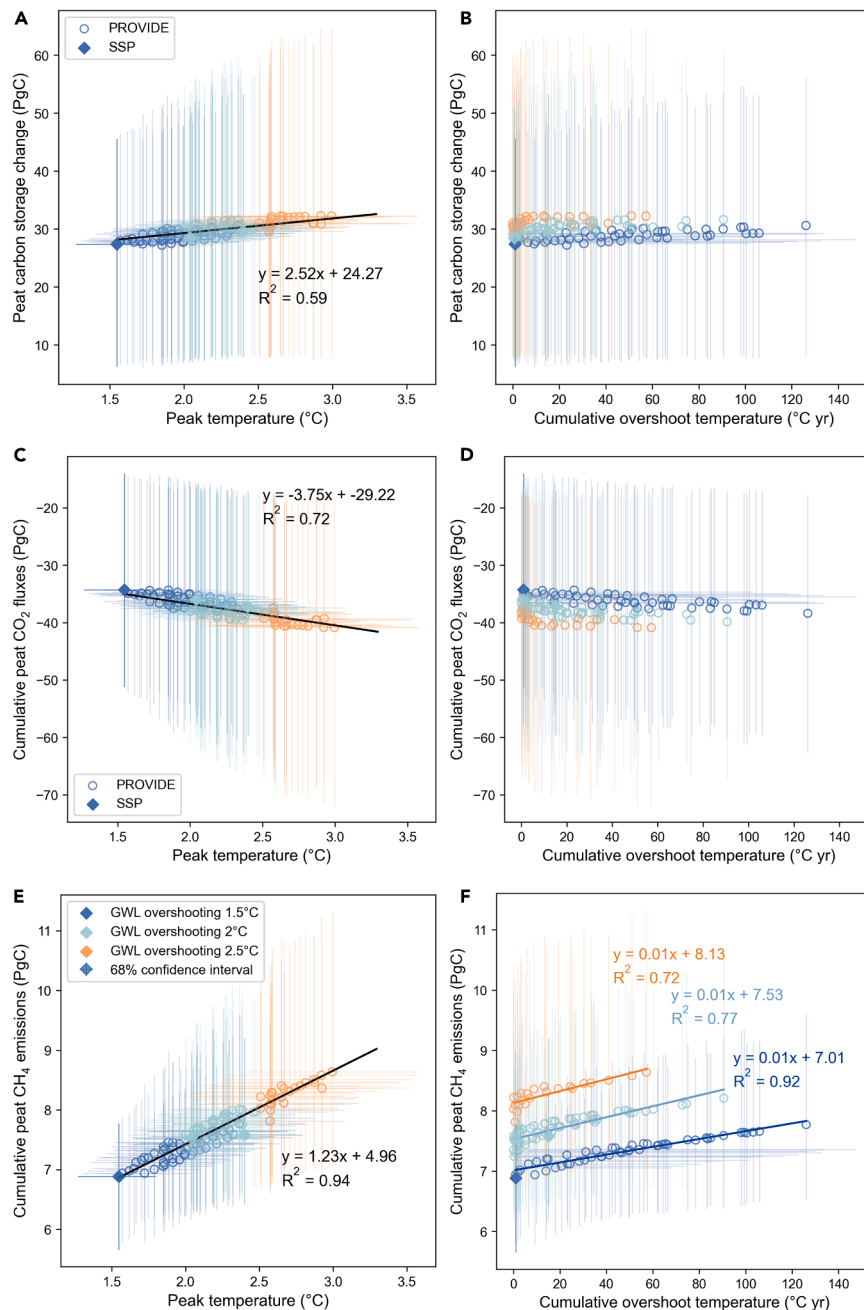 A
PROVIDE
SSP
60
50
40
30
20
10
Peat carbon storage change (PgC)
y = 2.52x + 24.27
R² = 0.59
1.5 2.0 2.5 3.0 3.5
Peak temperature (°C)
B
60
50
40
30
20
10
Peat carbon storage change (PgC)
0 20 40 60 80 100 120 140
Cumulative overshoot temperature (°C yr)
C
y = -3.75x + -29.22
R² = 0.72
−20
−30
−40
−50
−60
−70
Cumulative peat CO₂ fluxes (PgC)
PROVIDE
SSP
1.5 2.0 2.5 3.0 3.5
Peak temperature (°C)
D
−20
−30
−40
−50
−60
−70
Cumulative peat CO₂ fluxes (PgC)
0 20 40 60 80 100 120 140
Cumulative overshoot temperature (°C yr)
E
GWL overshooting 1.5°C
GWL overshooting 2°C
GWL overshooting 2.5°C
68% confidence interval
11
10
9
8
7
6
Cumulative peat CH₄ emissions (PgC)
y = 1.23x + 4.96
R² = 0.94
1.5 2.0 2.5 3.0 3.5
Peak temperature (°C)
F
11
10
9
8
7
6
Cumulative peat CH₄ emissions (PgC)
y = 0.01x + 8.13
R² = 0.72
y = 0.01x + 7.53
R² = 0.77
y = 0.01x + 7.01
R² = 0.92
0 20 40 60 80 100 120 140
Cumulative overshoot temperature (°C yr)